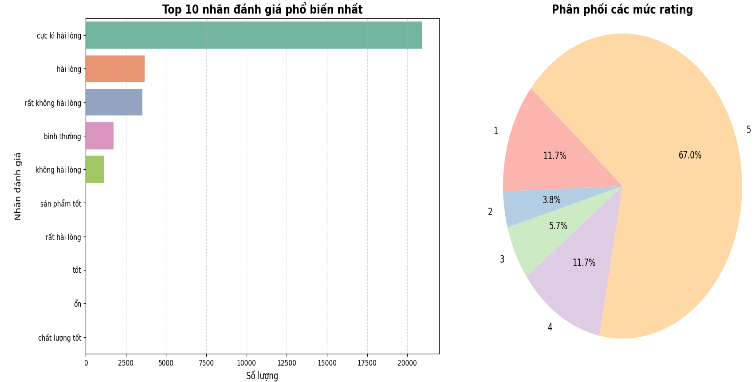 Top 10 nhãn đánh giá phổ biến nhất
Nhãn đánh giá
cực kì hài lòng
hài lòng
rất không hài lòng
bình thường
không hài lòng
sản phẩm tốt
rất hài lòng
tốt
ổn
chất lượng tốt
0 2500 5000 7500 10000 12500 15000 17500 20000
Số lượng
Phân phối các mức rating
1
2
3
4
5
11.7%
3.8%
5.7%
11.7%
67.0%